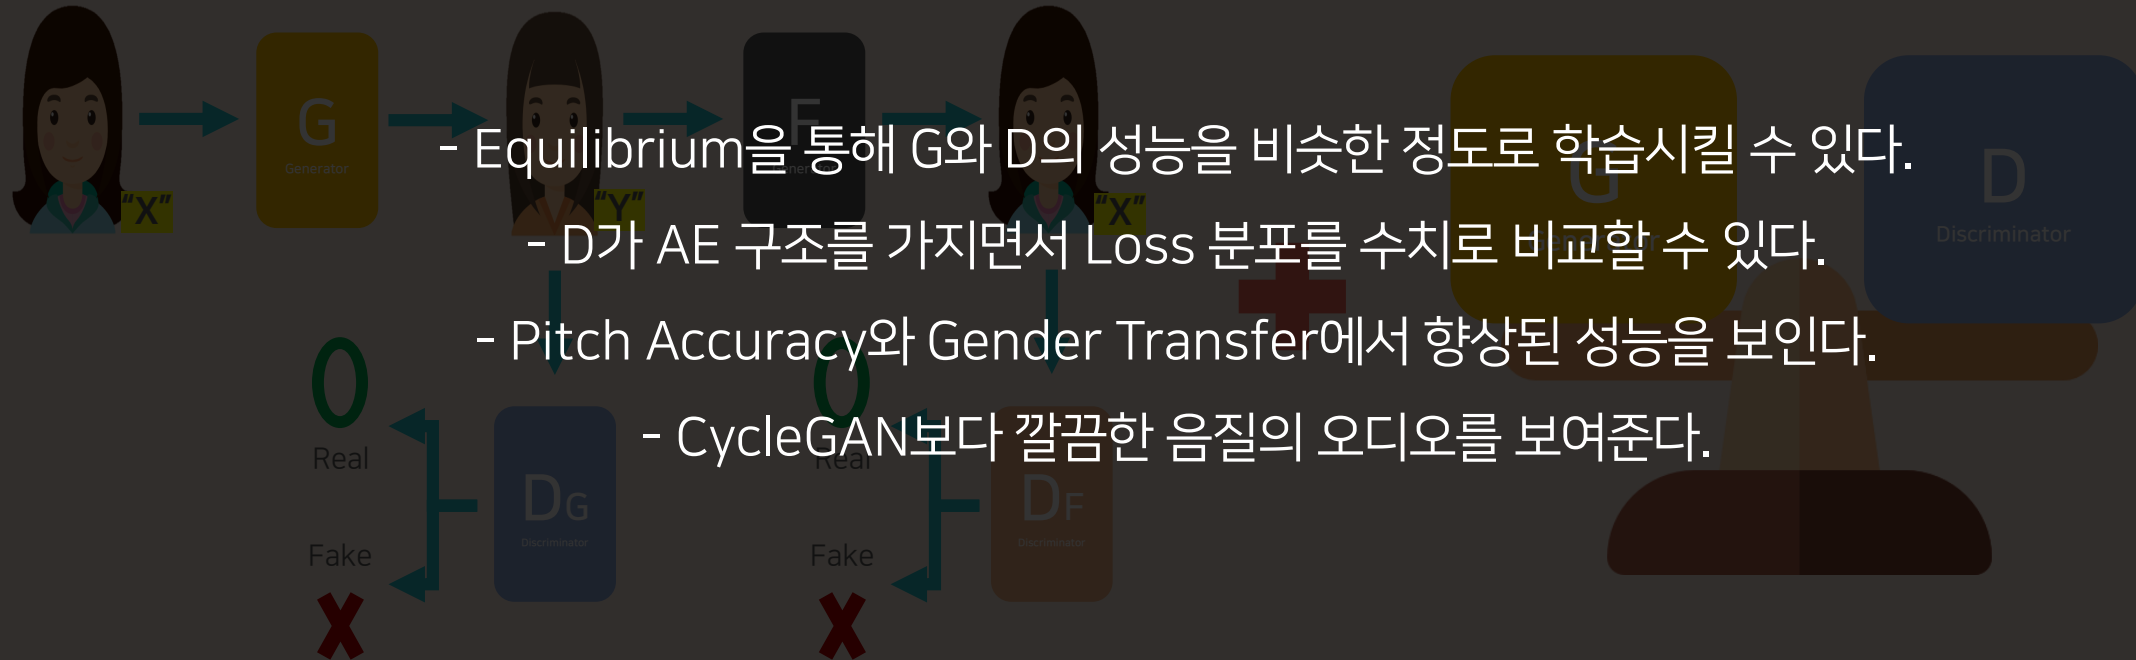 G
Generator
"X"
"Y"
F
Generator
"X"
- Equilibrium을 통해 G와 D의 성능을 비슷한 정도로 학습시킬 수 있다.
- D가 AE 구조를 가지면서 Loss 분포를 수치로 비교할 수 있다.
- Pitch Accuracy와 Gender Transfer에서 향상된 성능을 보인다.
- CycleGAN보다 깔끔한 음질의 오디오를 보여준다.
G
Generator
D
Discriminator
Real
Fake
DG
Discriminator
Real
Fake
DF
Discriminator